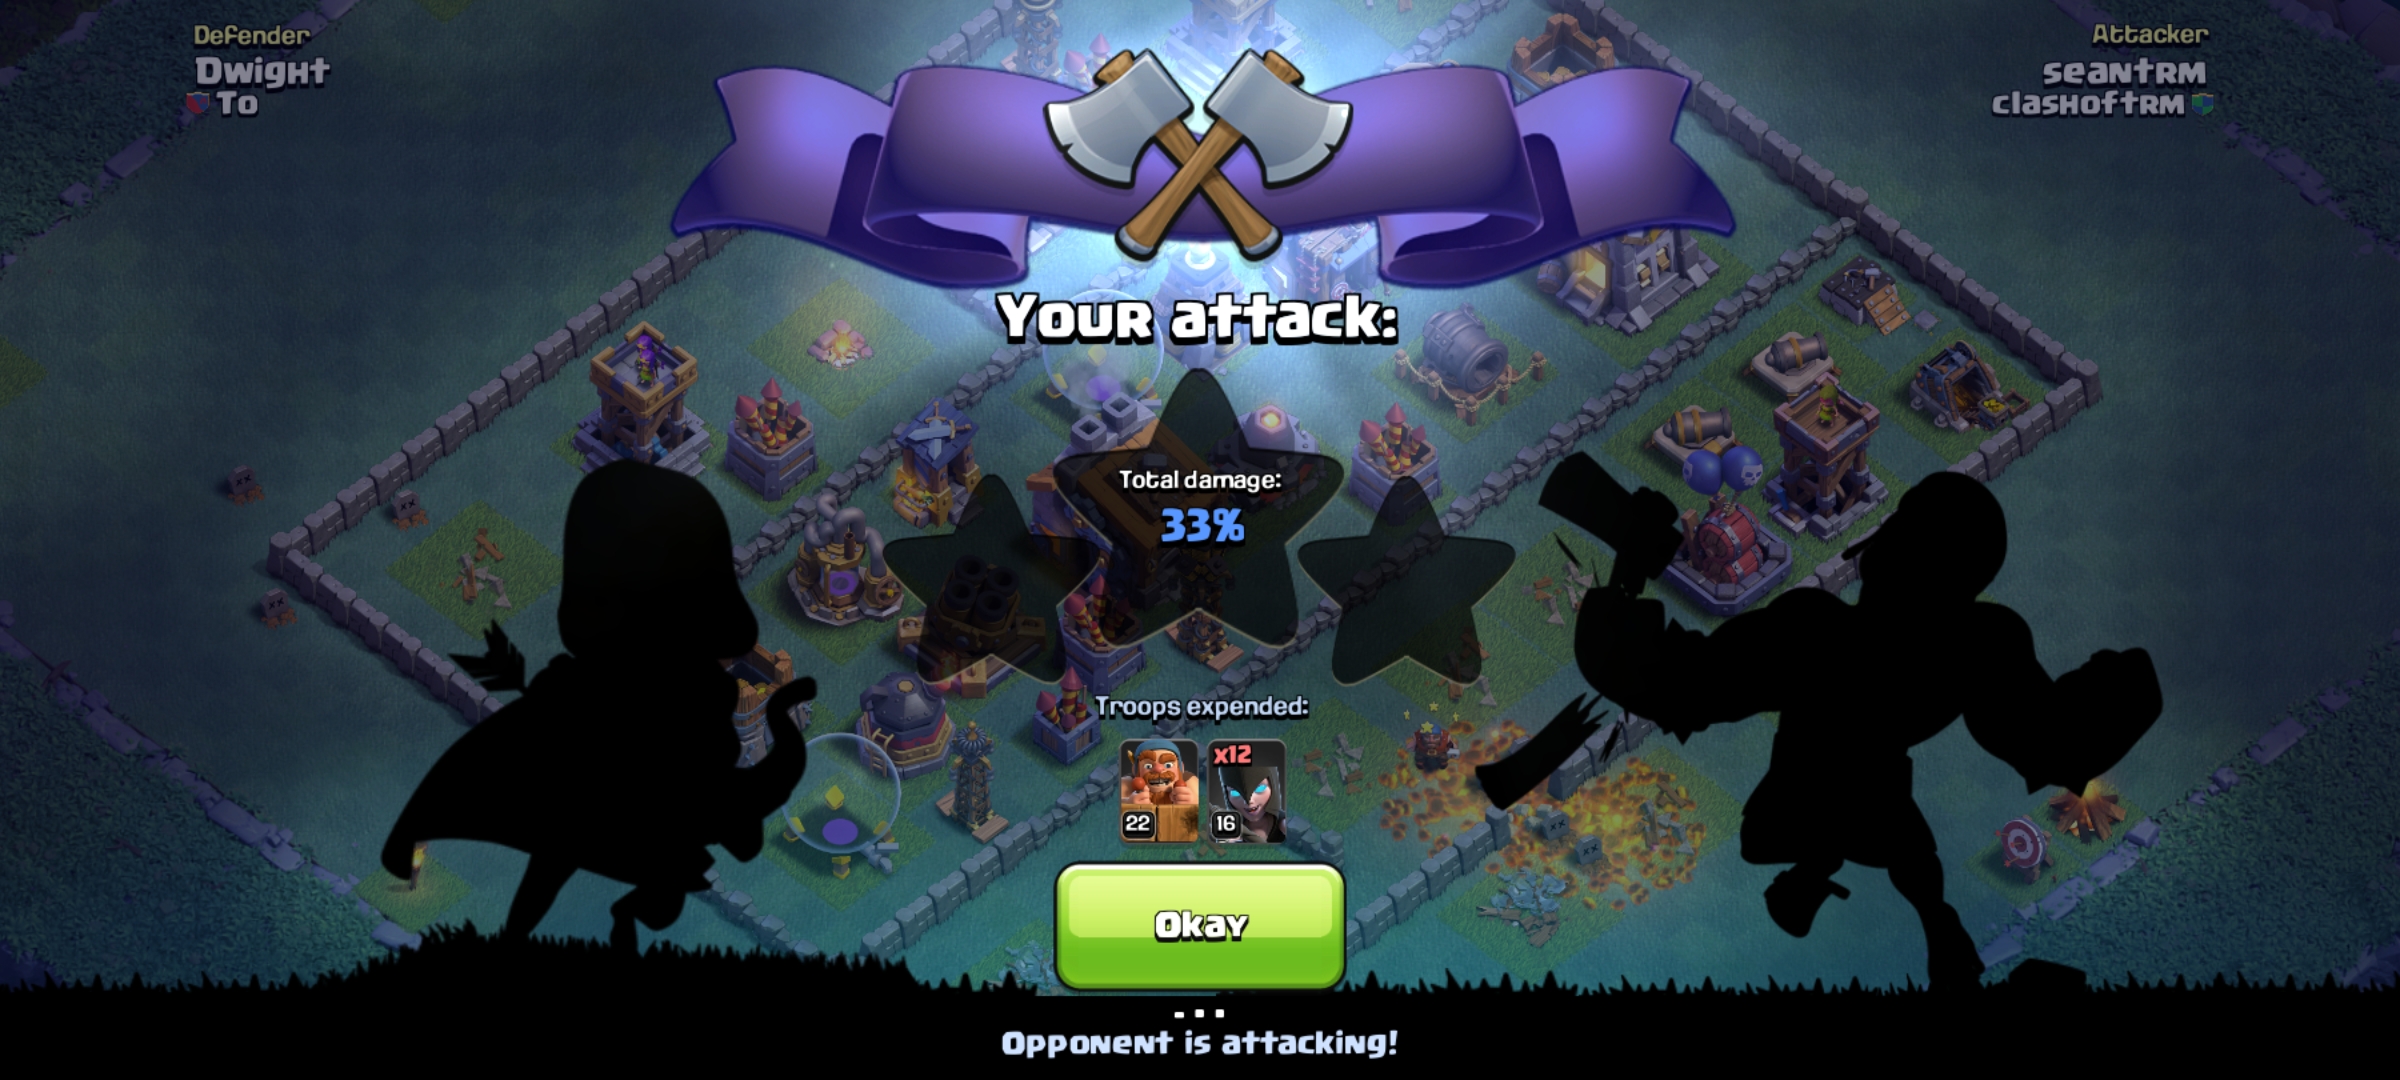 Defender
Dwight
To
Attacker
seantRM
clashoftRM
Your attack:
Total damage:
33%
Troops expended:
x12
22
16
Okay
Opponent is attacking!